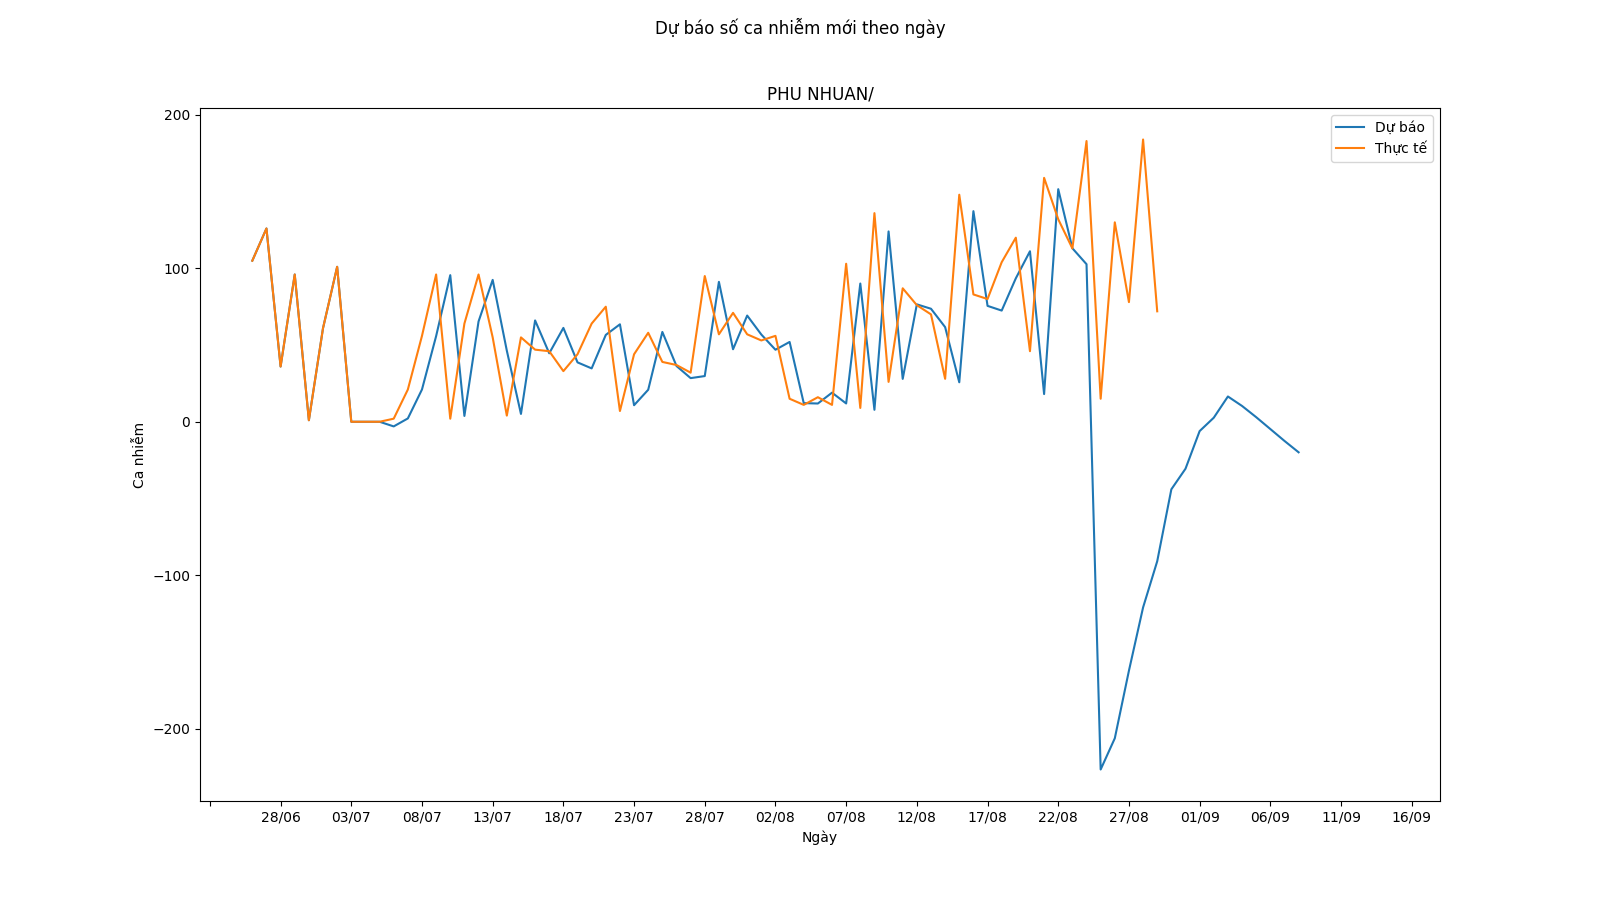 Dự báo số ca nhiễm mới theo ngày
PHU NHUAN/
Dự báo
Thực tế
200
100
0
−100
−200
Ca nhiễm
28/06 03/07 08/07 13/07 18/07 23/07 28/07 02/08 07/08 12/08 17/08 22/08 27/08 01/09 06/09 11/09 16/09
Ngày